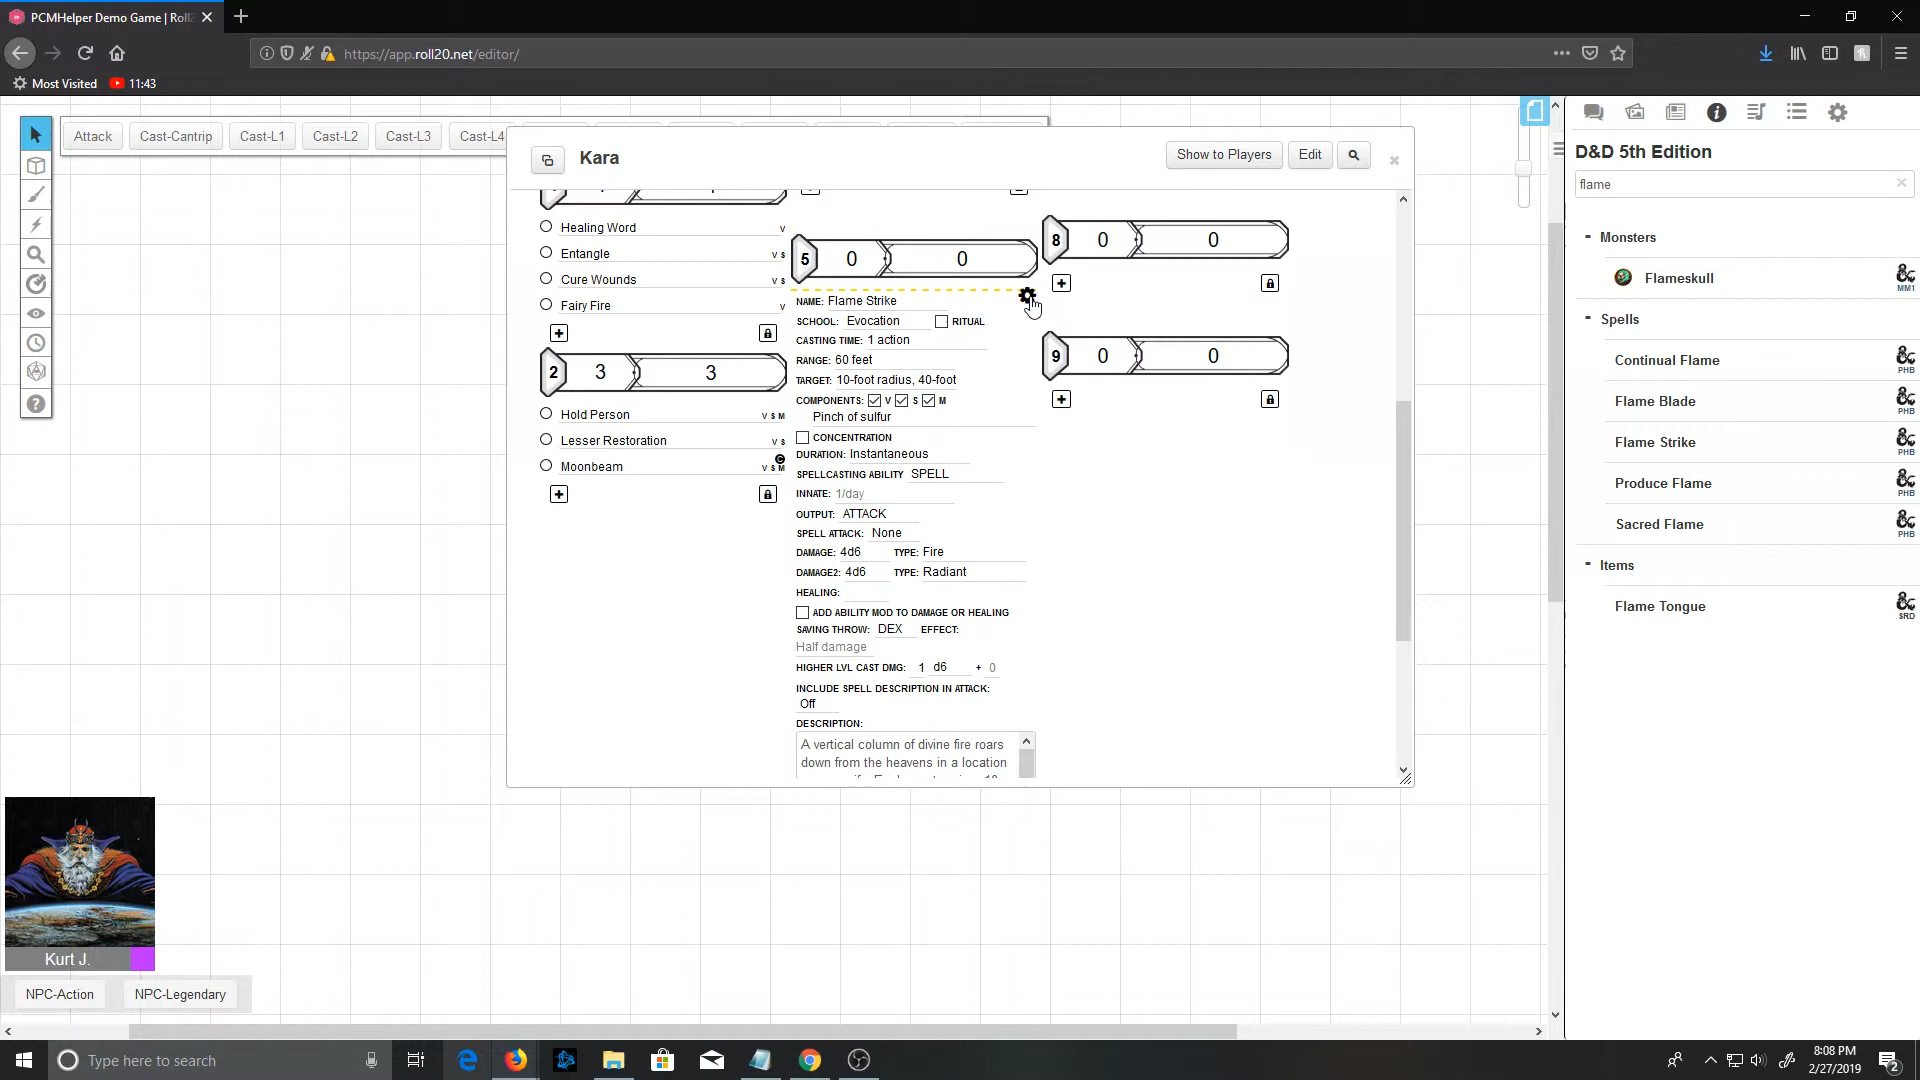 PCMHelper Demo Game | Roll2
https://app.roll20.net/editor/
Most Visited 11:43
Attack Cast-Cantrip Cast-L1 Cast-L2 Cast-L3 Cast-L4
Kara
Show to Players Edit
Healing Word V
Entangle V S
Cure Wounds V S
Fairy Fire V
2 3 3
Hold Person V S M
Lesser Restoration V S
Moonbeam C V S M
5 0 0
NAME: Flame Strike
SCHOOL: Evocation RITUAL
CASTING TIME: 1 action
RANGE: 60 feet
TARGET: 10-foot radius, 40-foot
COMPONENTS: V S M
Pinch of sulfur
CONCENTRATION
DURATION: Instantaneous
SPELLCASTING ABILITY SPELL
INNATE: 1/day
OUTPUT: ATTACK
SPELL ATTACK: None
DAMAGE: 4d6 TYPE: Fire
DAMAGE2: 4d6 TYPE: Radiant
HEALING:
ADD ABILITY MOD TO DAMAGE OR HEALING
SAVING THROW: DEX EFFECT:
Half damage
HIGHER LVL CAST DMG: 1 d6 + 0
INCLUDE SPELL DESCRIPTION IN ATTACK:
Off
DESCRIPTION:
A vertical column of divine fire roars
down from the heavens in a location
8 0 0
9 0 0
D&D 5th Edition
flame
Monsters
Flameskull MM1
Spells
Continual Flame PHB
Flame Blade PHB
Flame Strike PHB
Produce Flame PHB
Sacred Flame PHB
Items
Flame Tongue SRD
Kurt J.
NPC-Action NPC-Legendary
Type here to search
8:08 PM
2/27/2019
2